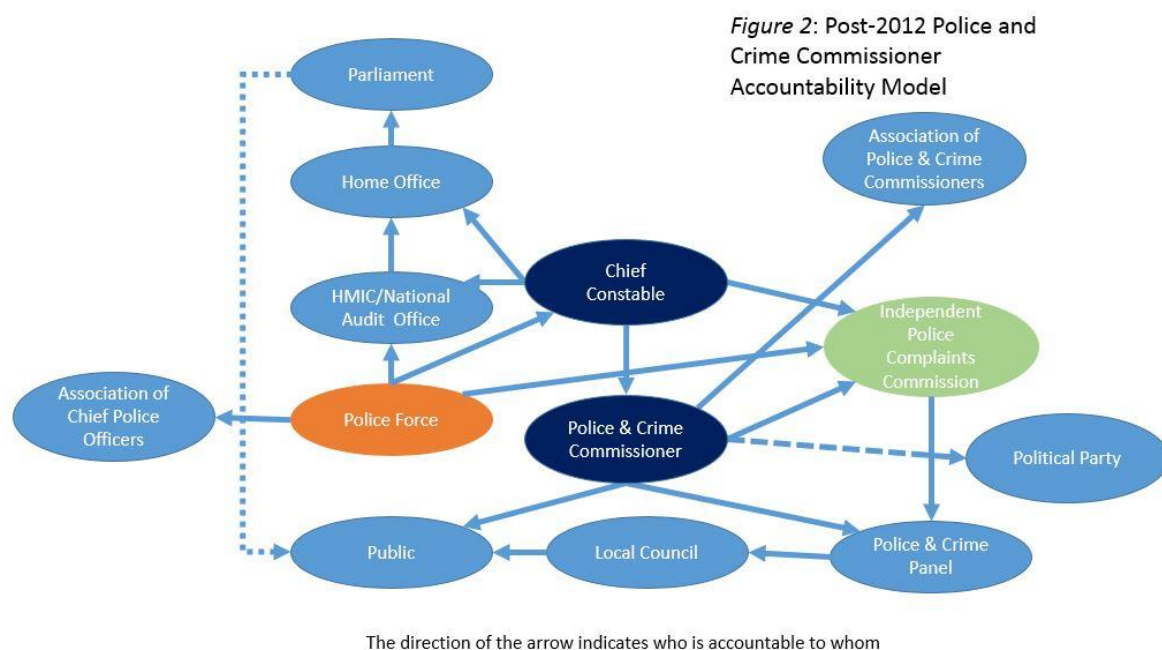 Figure 2: Post-2012 Police and
Crime Commissioner
Accountability Model
Parliament
Association of
Police & Crime
Commissioners
Home Office
Chief
Constable
HMIC/National
Audit Office
Independent
Police
Complaints
Commission
Association of
Chief Police
Officers
Police Force
Police & Crime
Commissioner
Political Party
Public
Local Council
Police & Crime
Panel
The direction of the arrow indicates who is accountable to whom